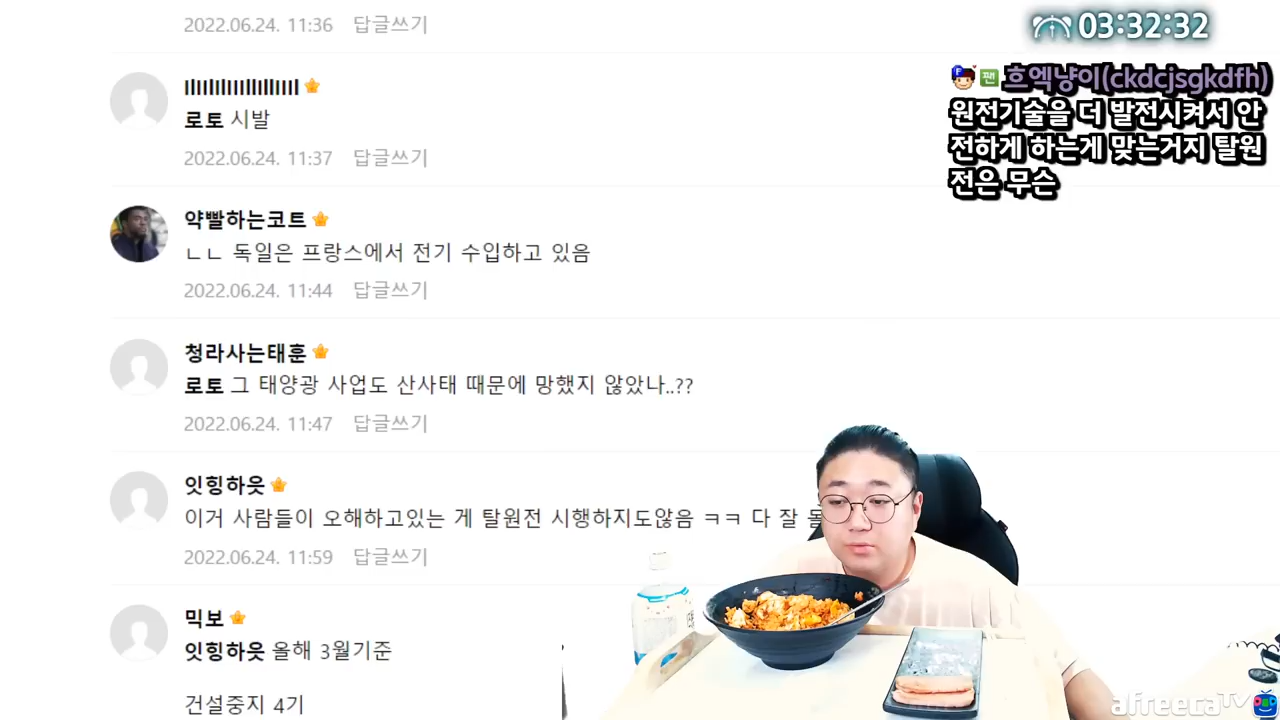 2022.06.24. 11:36 답글쓰기
03:32:32
흐엑냥이(ckdcjsgkdfh)
원전기술을 더 발전시켜서 안
전하게 하는게 맞는거지 탈원
전은 무슨
llllllllllllllllllll
로토 시발
2022.06.24. 11:37 답글쓰기
약빨하는코트
ㄴㄴ 독일은 프랑스에서 전기 수입하고 있음
2022.06.24. 11:44 답글쓰기
청라사는태훈
로토 그 태양광 사업도 산사태 때문에 망했지 않았나..??
2022.06.24. 11:47 답글쓰기
잇힝하읏
이거 사람들이 오해하고있는 게 탈원전 시행하지도않음 ㅋㅋ 다 잘
2022.06.24. 11:59 답글쓰기
믹보
잇힝하읏 올해 3월기준
건설중지 4기
afreecaTV